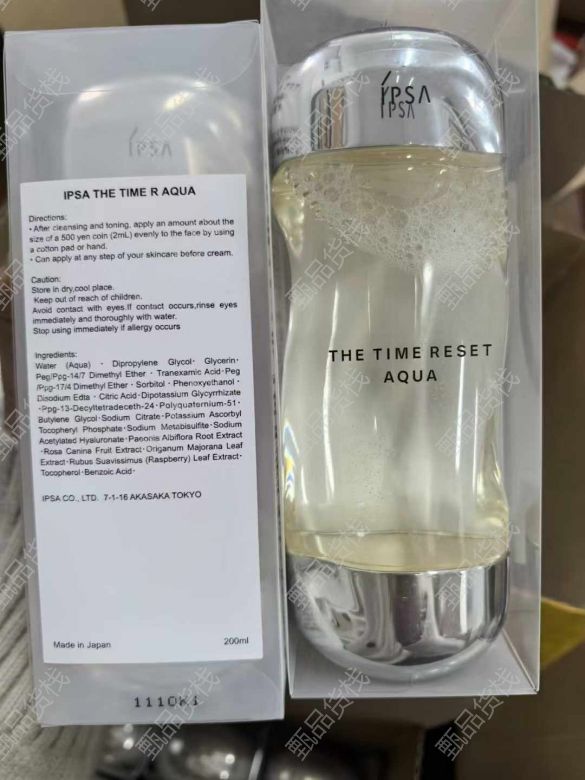 IPSA
IPSA THE TIME R AQUA
Directions:
·After cleansing and toning, apply an amount about the
size of a 500 yen coin (2mL) evenly to the face by using
a cotton pad or hand.
·Can apply at any step of your skincare before cream.
Caution:
Store in dry,cool place.
Keep out of reach of children.
Avoid contact with eyes.If contact occurs,rinse eyes
immediately and thoroughly with water.
Stop using immediately if allergy occurs
Ingredients:
Water (Aqua) · Dipropylene Glycol· Glycerin·
Peg/Ppg-14/7 Dimethyl Ether · Tranexamic Acid·Peg
/Ppg-17/4 Dimethyl Ether · Sorbitol · Phenoxyethanol ·
Disodium Edta · Citric Acid·Dipotassium Glycyrrhizate
·Ppg-13-Decyltetradeceth-24·Polyquaternium-51·
Butylene Glycol·Sodium Citrate·Potassium Ascorbyl
Tocopheryl Phosphate·Sodium Metabisulfite·Sodium
Acetylated Hyaluronate·Paeonia Albiflora Root Extract
·Rosa Canina Fruit Extract·Origanum Majorana Leaf
Extract·Rubus Suavissimus (Raspberry) Leaf Extract·
Tocopherol·Benzoic Acid·
IPSA CO., LTD. 7-1-16 AKASAKA TOKYO
Made in Japan
200ml
IPSA
IPSA
THE TIME RESET
AQUA
甄品货栈